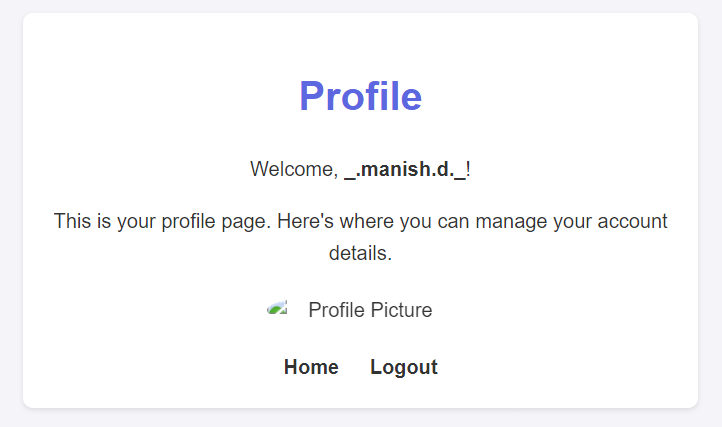 Profile
Welcome, _.manish.d._!
This is your profile page. Here's where you can manage your account
details.
Profile Picture
Home Logout